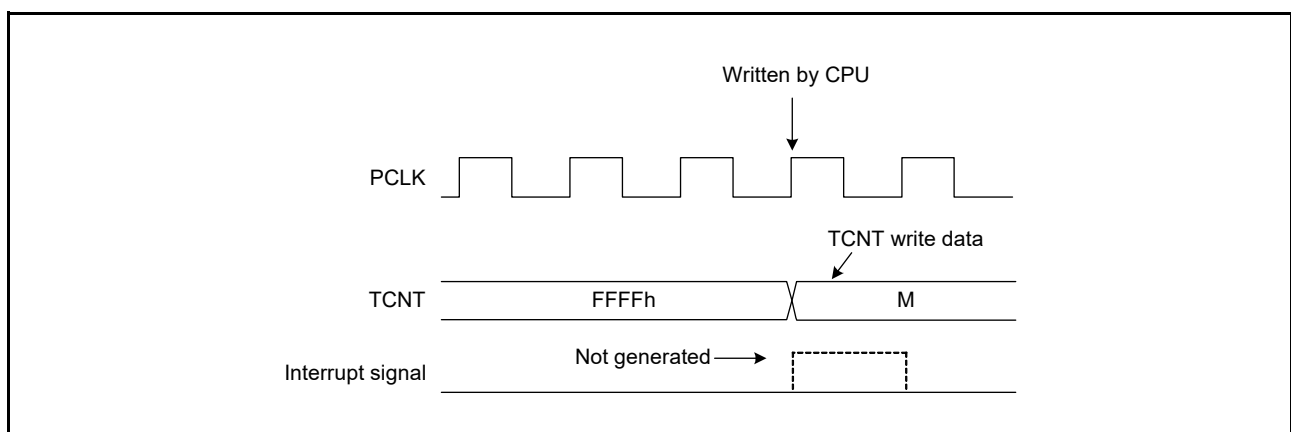 Written by CPU
PCLK
TCNT write data
TCNT
FFFFh
M
Not generated
Interrupt signal